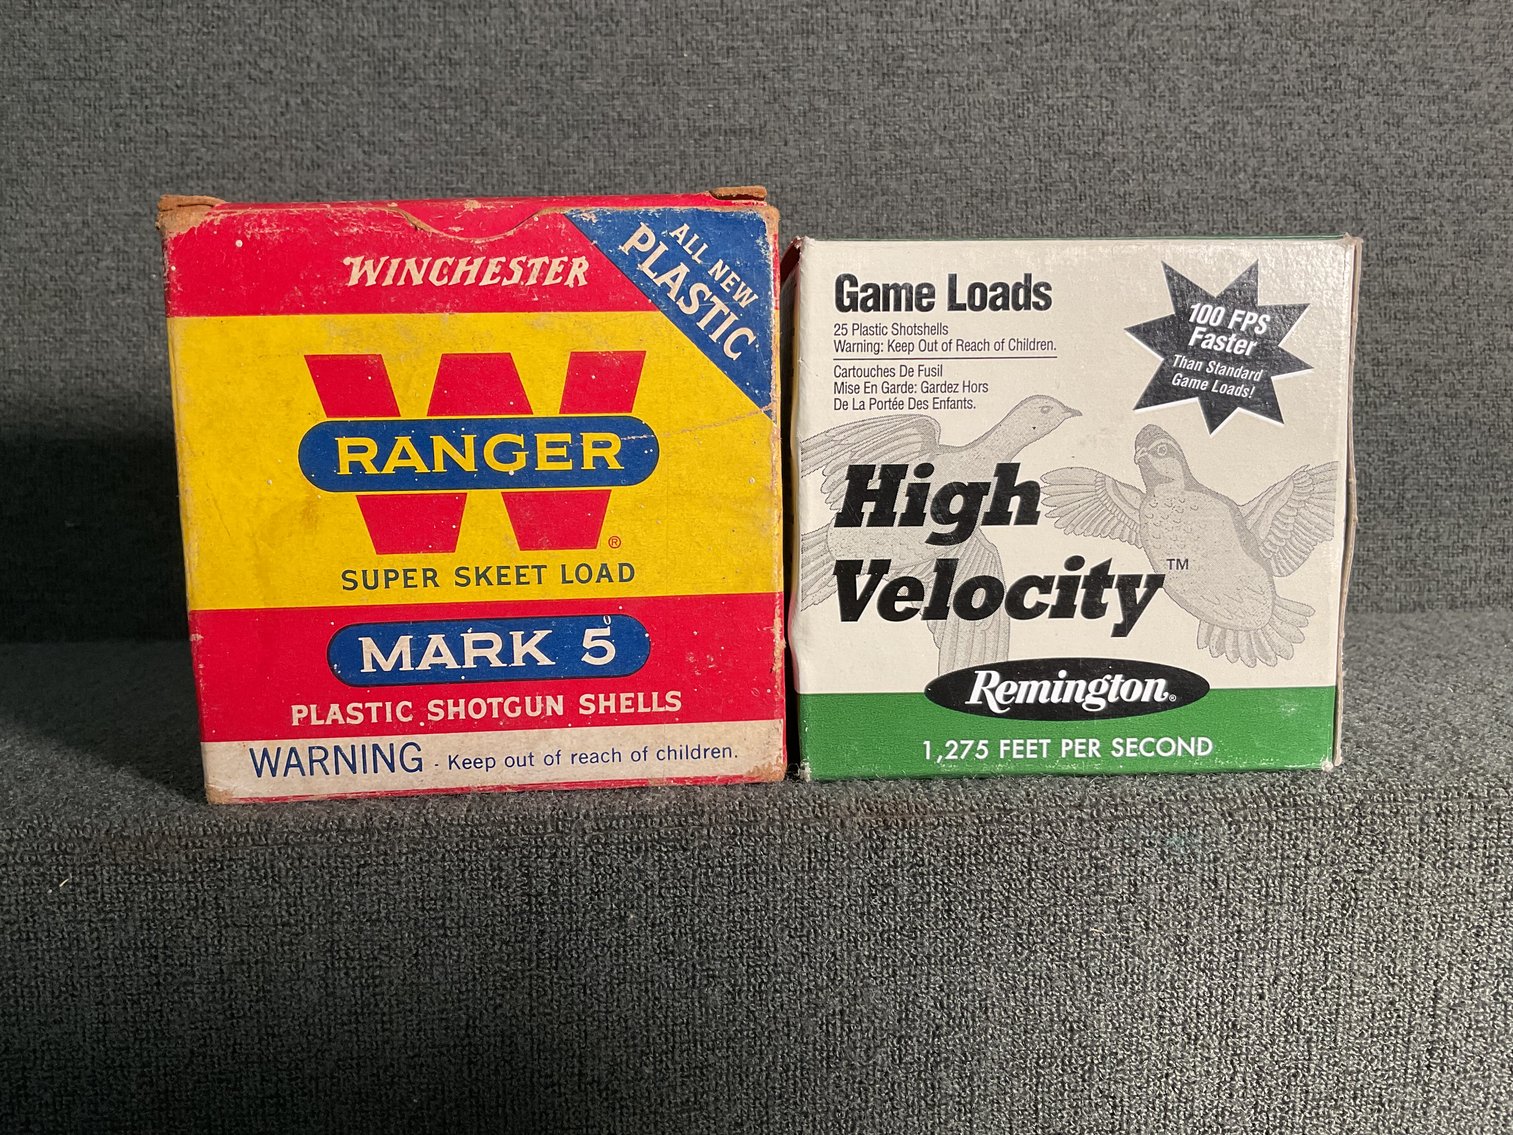 WINCHESTER
ALL NEW
PLASTIC
W
RANGER
®
SUPER SKEET LOAD
MARK 5
PLASTIC SHOTGUN SHELLS
WARNING - Keep out of reach of children.
Game Loads
25 Plastic Shotshells
Warning: Keep Out of Reach of Children.
Cartouches De Fusil
Mise En Garde: Gardez Hors
De La Portée Des Enfants.
100 FPS
Faster
Than Standard
Game Loads!
High
Velocity™
Remington®
1,275 FEET PER SECOND